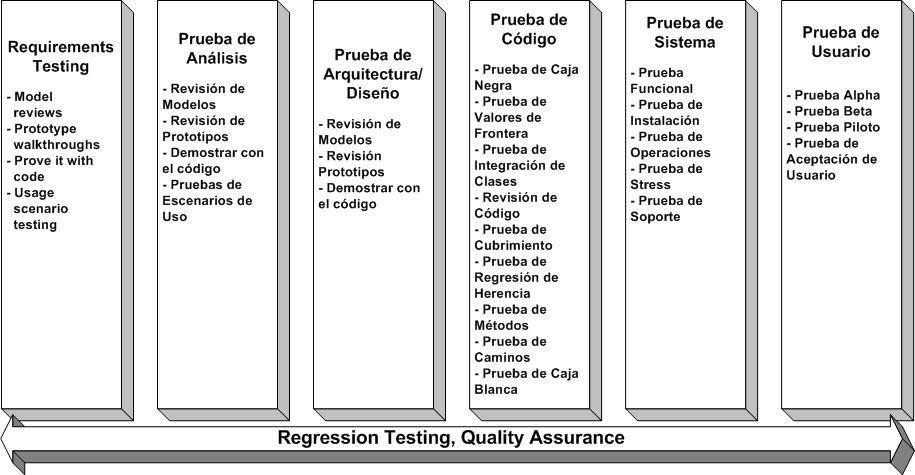 Requirements
Testing
- Model
reviews
- Prototype
walkthroughs
- Prove it with
code
- Usage
scenario
testing
Prueba de
Análisis
- Revisión de
Modelos
- Revisión de
Prototipos
- Demostrar con
el código
- Pruebas de
Escenarios de
Uso
Prueba de
Arquitectura/
Diseño
- Revisión de
Modelos
- Revisión
Prototipos
- Demostrar con
el código
Prueba de
Código
- Prueba de Caja
Negra
- Prueba de
Valores de
Frontera
- Prueba de
Integración de
Clases
- Revisión de
Código
- Prueba de
Cubrimiento
- Prueba de
Regresión de
Herencia
- Prueba de
Métodos
- Prueba de
Caminos
- Prueba de Caja
Blanca
Prueba de
Sistema
- Prueba
Funcional
- Prueba de
Instalación
- Prueba de
Operaciones
- Prueba de
Stress
- Prueba de
Soporte
Prueba de
Usuario
- Prueba Alpha
- Prueba Beta
- Prueba Piloto
- Prueba de
Aceptación de
Usuario
Regression Testing, Quality Assurance